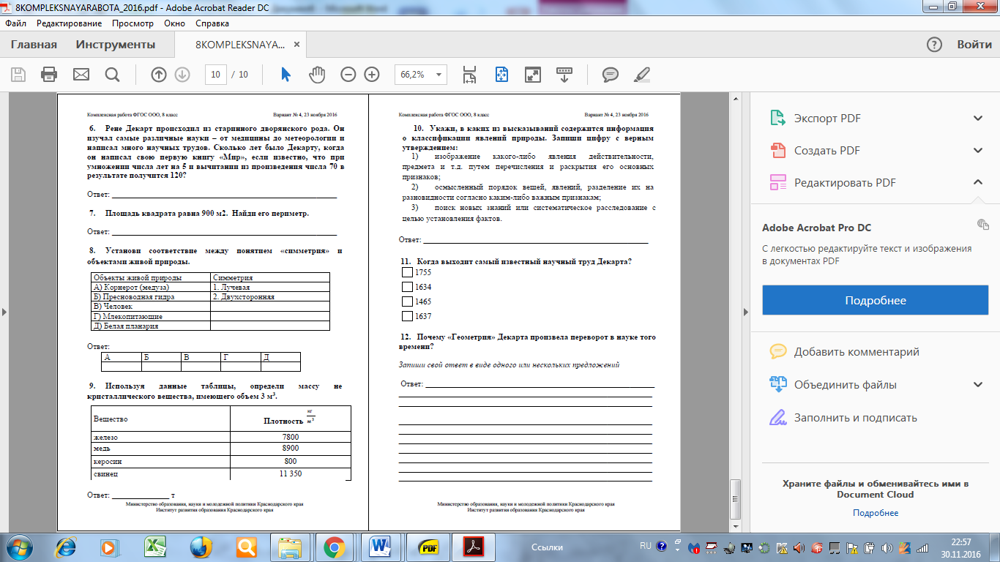 8KOMPLEKSNAYARABOTA_2016.pdf - Adobe Acrobat Reader DC
Файл Редактирование Просмотр Окно Справка
Главная Инструменты 8KOMPLEKSNAYA... × ? Войти
10 / 10 66,2%
Комплексная работа ФГОС ООО, 8 класс Вариант № 4, 23 ноября 2016
6. Рене Декарт происходил из старинного дворянского рода. Он
изучал самые различные науки – от медицины до метеорологии и
написал много научных трудов. Сколько лет было Декарту, когда
он написал свою первую книгу «Мир», если известно, что при
умножении числа лет на 5 и вычитании из произведения числа 70 в
результате получится 120?
Ответ:
7. Площадь квадрата равна 900 м2. Найди его периметр.
Ответ:
8. Установи соответствие между понятием «симметрия» и
объектами живой природы.
Объекты живой природы Симметрия
А) Корнерот (медуза) 1. Лучевая
Б) Пресноводная гидра 2. Двухсторонняя
В) Человек
Г) Млекопитающие
Д) Белая планария
Ответ:
А Б В Г Д
9. Используя данные таблицы, определи массу не
кристаллического вещества, имеющего объем 3 м³.
Вещество Плотность кг/м³
железо 7800
медь 8900
керосин 800
свинец 11 350
Ответ: _______________ т
Министерство образования, науки и молодежной политики Краснодарского края
Институт развития образования Краснодарского края
Комплексная работа ФГОС ООО, 8 класс Вариант № 4, 23 ноября 2016
10. Укажи, в каких из высказываний содержится информация
о классификации явлений природы. Запиши цифру с верным
утверждением:
1) изображение какого-либо явления действительности,
предмета и т.д. путем перечисления и раскрытия его основных
признаков;
2) осмысленный порядок вещей, явлений, разделение их на
разновидности согласно каким-либо важным признакам;
3) поиск новых знаний или систематическое расследование с
целью установления фактов.
Ответ:
11. Когда выходит самый известный научный труд Декарта?
1755
1634
1465
1637
12. Почему «Геометрия» Декарта произвела переворот в науке того
времени?
Запиши свой ответ в виде одного или нескольких предложений
Ответ:
Министерство образования, науки и молодежной политики Краснодарского края
Институт развития образования Краснодарского края
Экспорт PDF
Создать PDF
Редактировать PDF
Adobe Acrobat Pro DC
С легкостью редактируйте текст и изображения
в документах PDF
Подробнее
Добавить комментарий
Объединить файлы
Заполнить и подписать
Храните файлы и обменивайтесь ими в
Document Cloud
Подробнее
Ссылки RU 22:57
30.11.2016